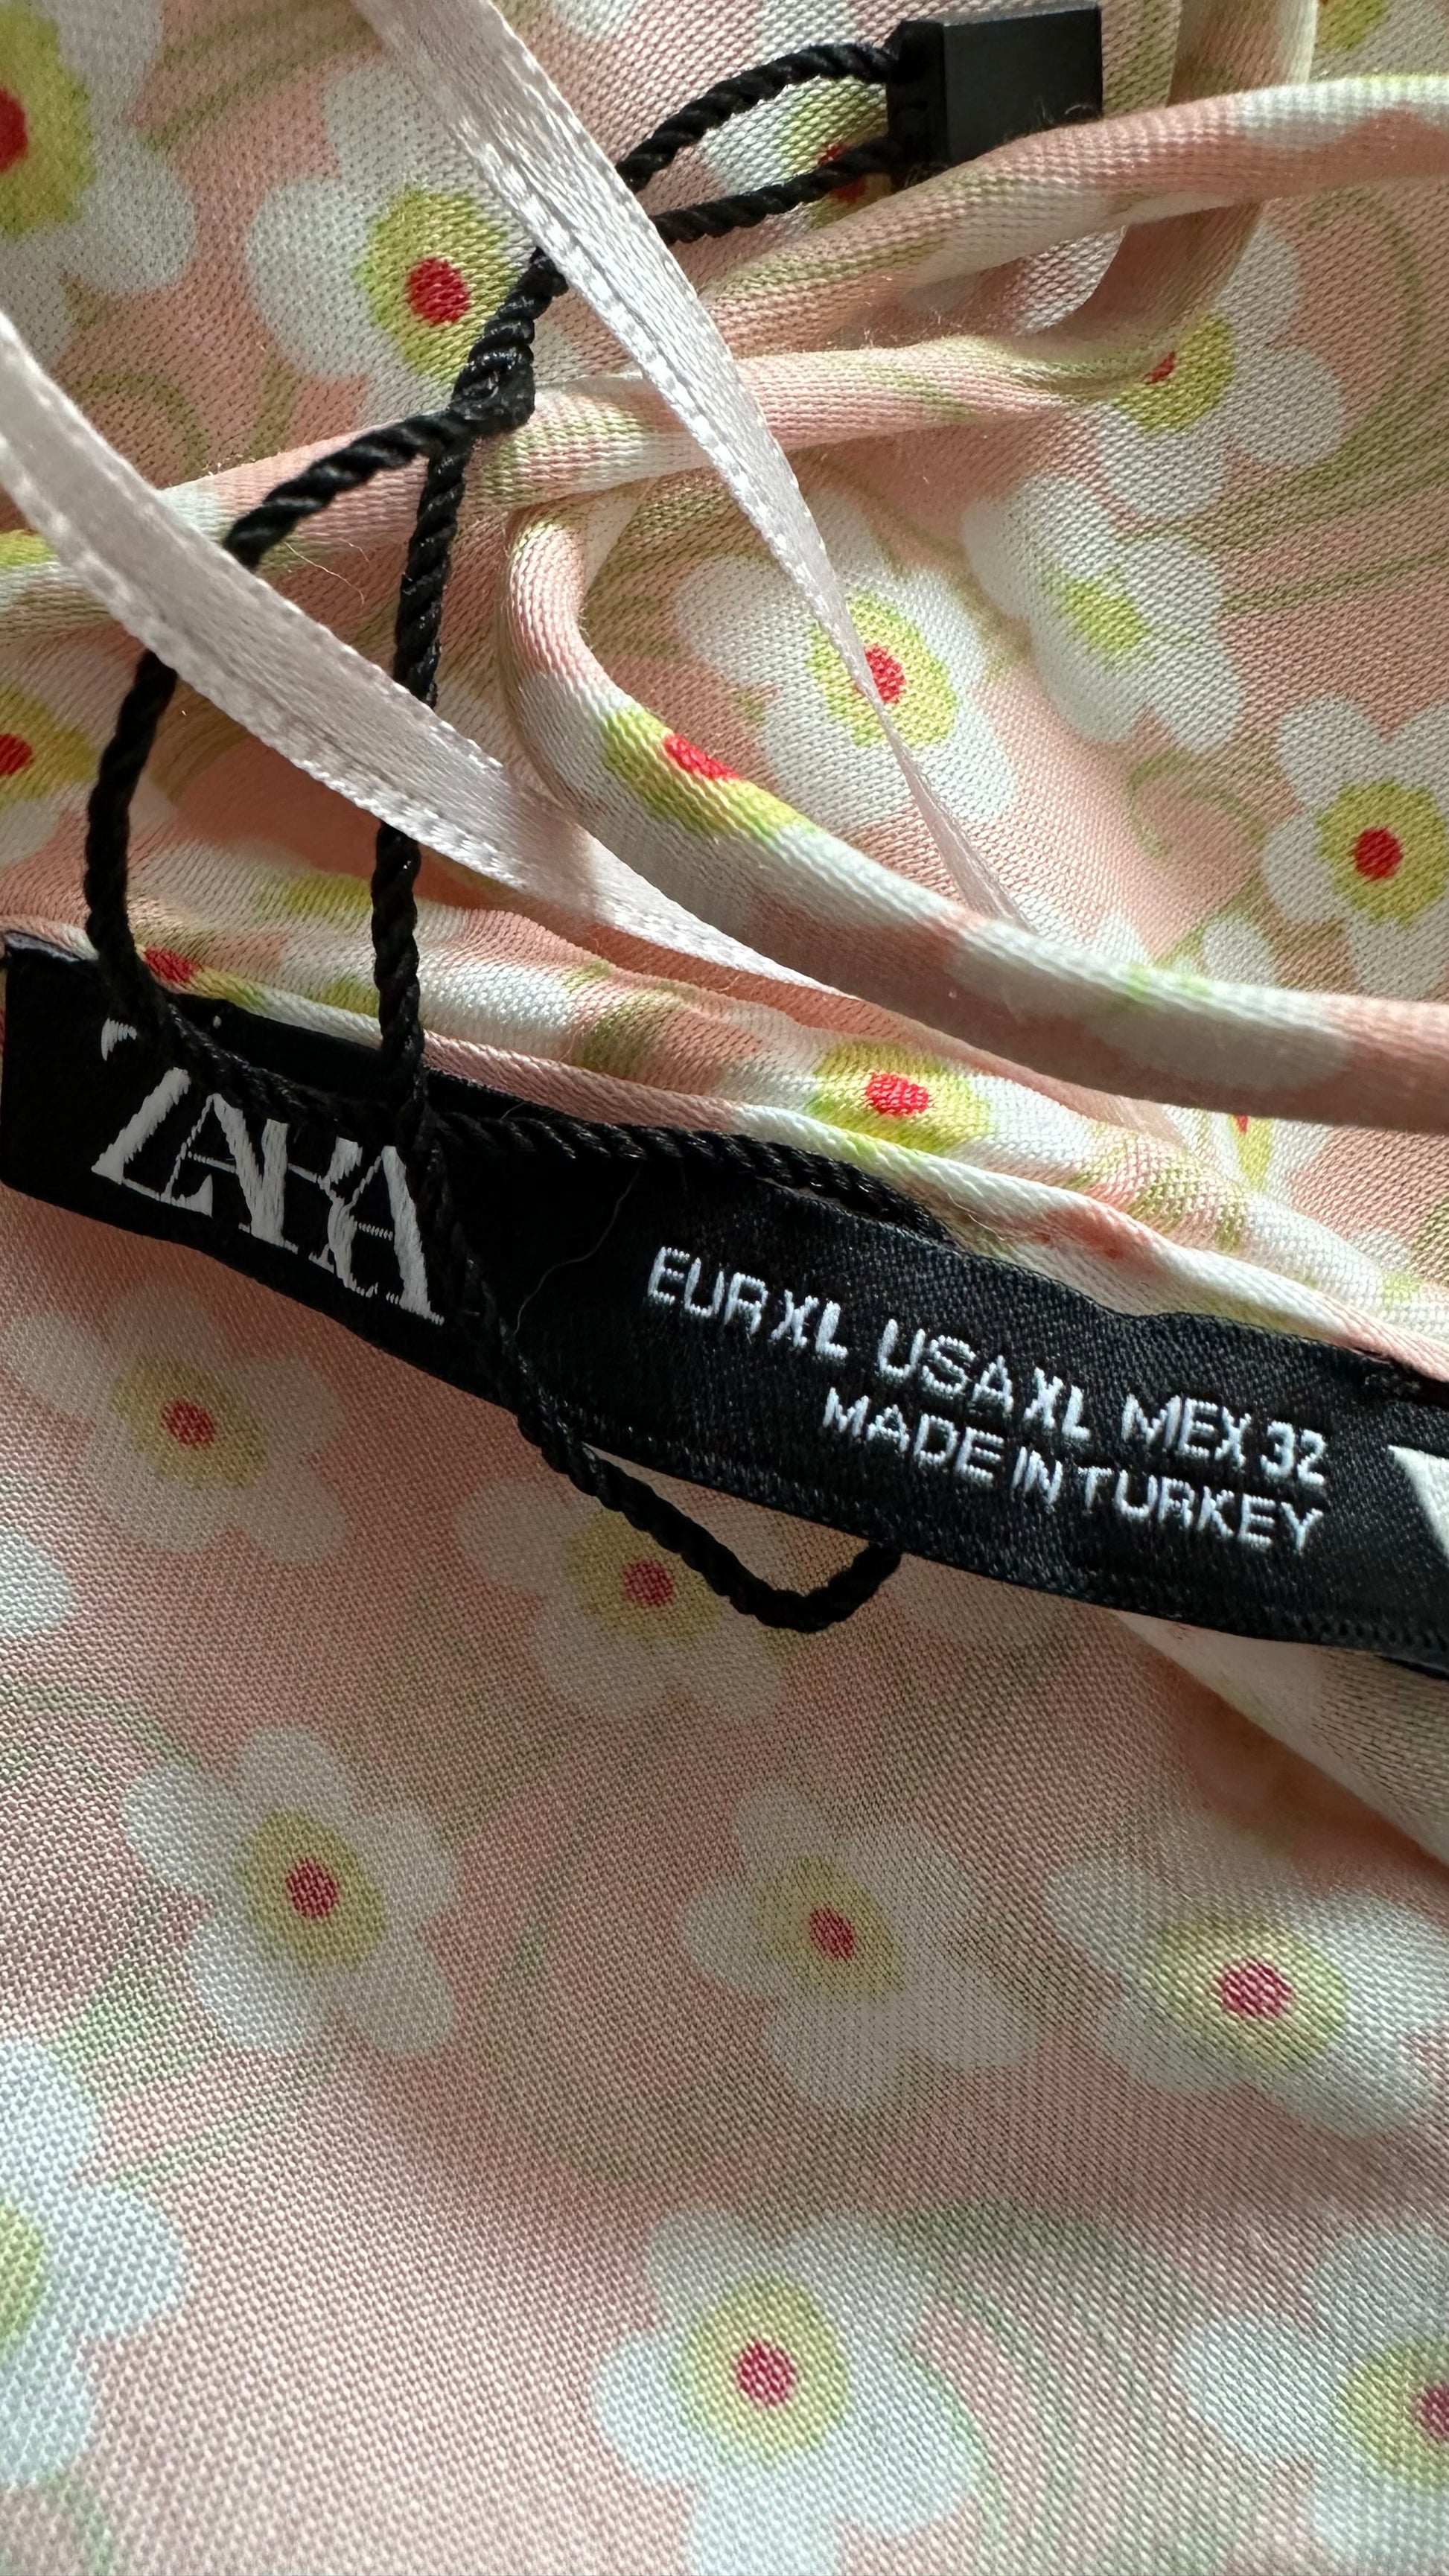 ZARA
EUR XL USA XL MEX 32
MADE IN TURKEY